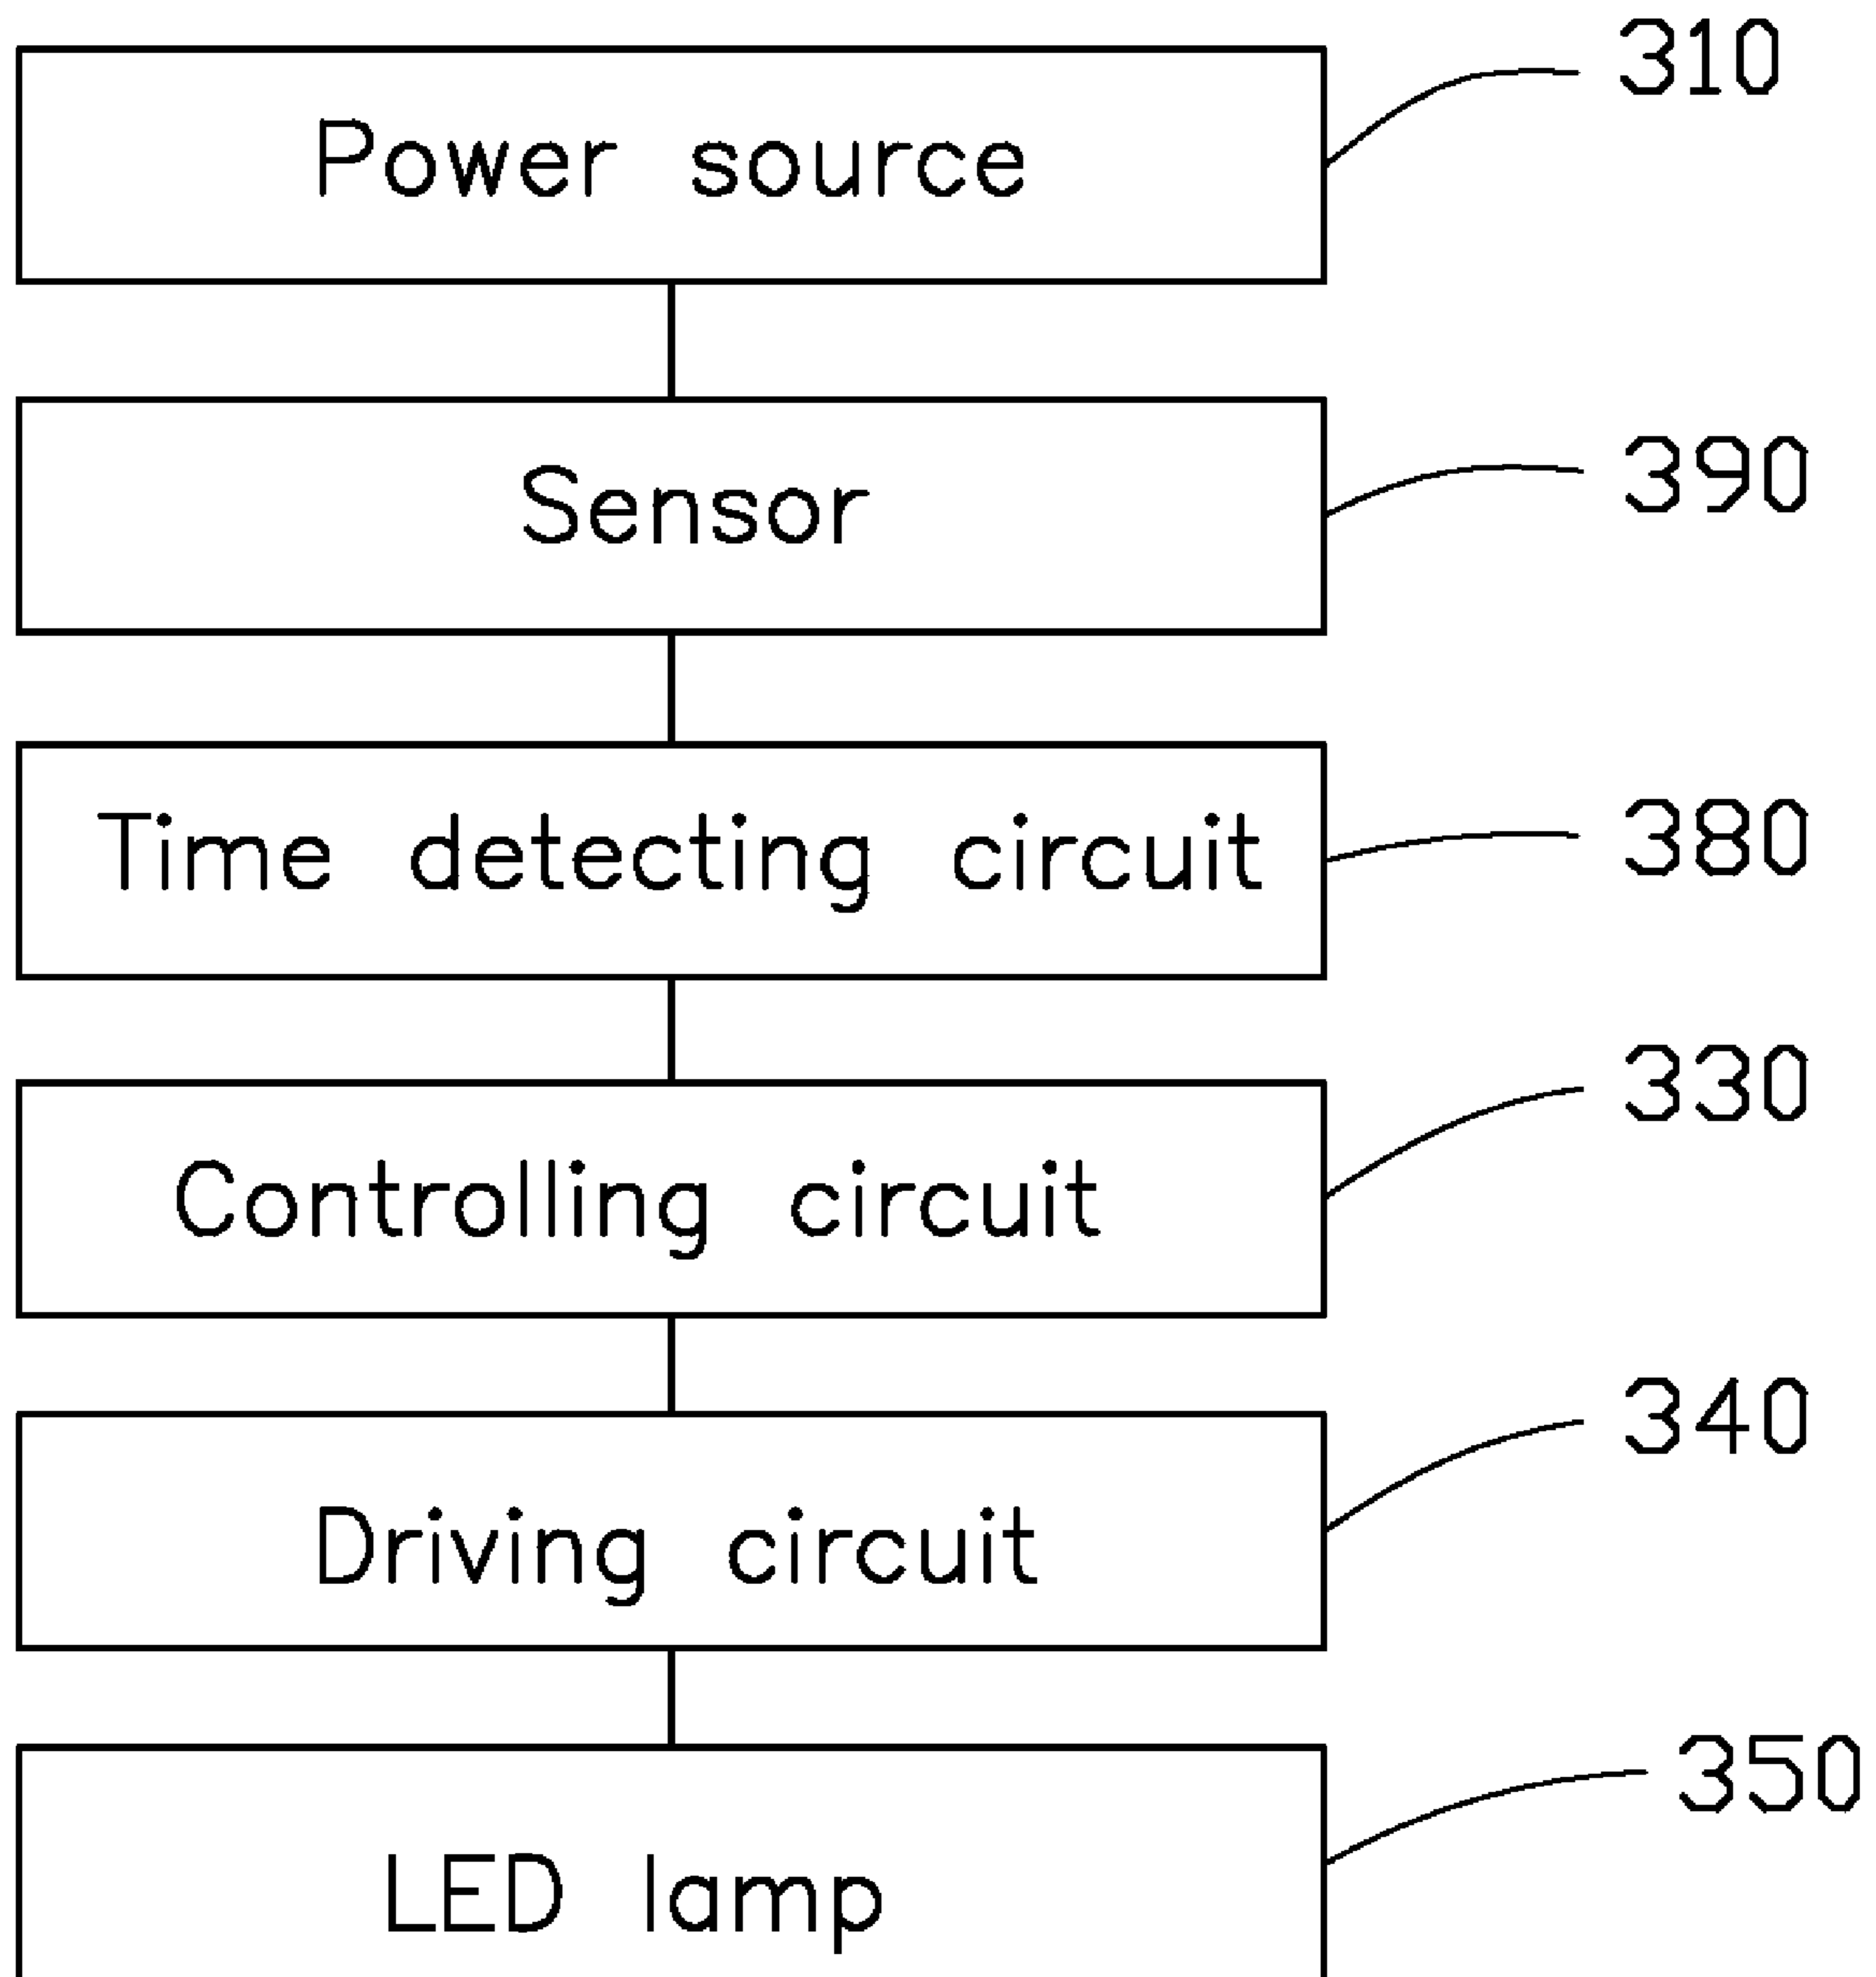 310
Power source
390
Sensor
380
Time detecting circuit
330
Controlling circuit
340
Driving circuit
350
LED lamp